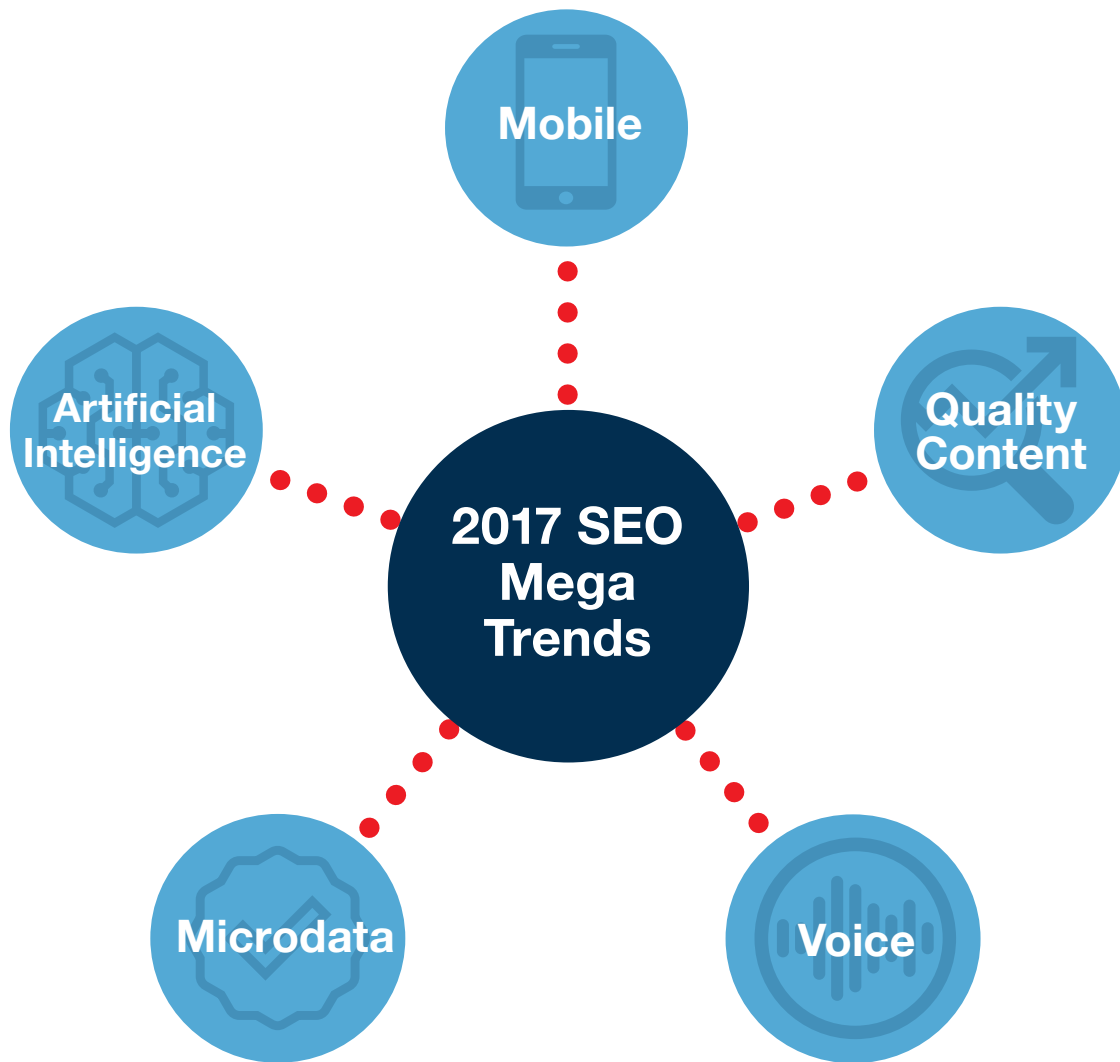 Mobile
Artificial
Intelligence
Quality
Content
2017 SEO
Mega
Trends
Microdata
Voice